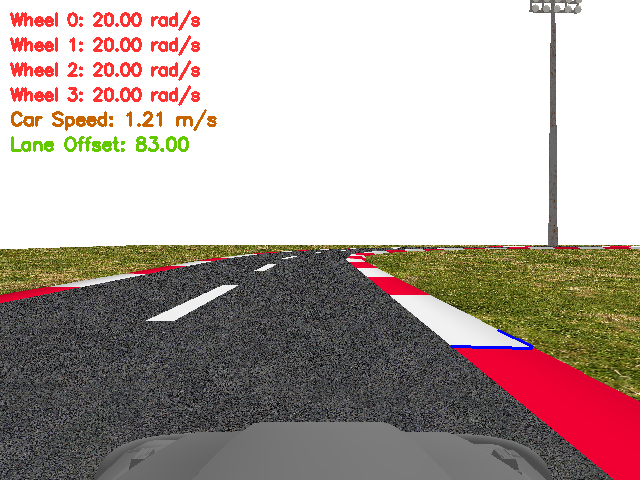 Wheel 0: 20.00 rad/s
Wheel 1: 20.00 rad/s
Wheel 2: 20.00 rad/s
Wheel 3: 20.00 rad/s
Car Speed: 1.21 m/s
Lane Offset: 83.00